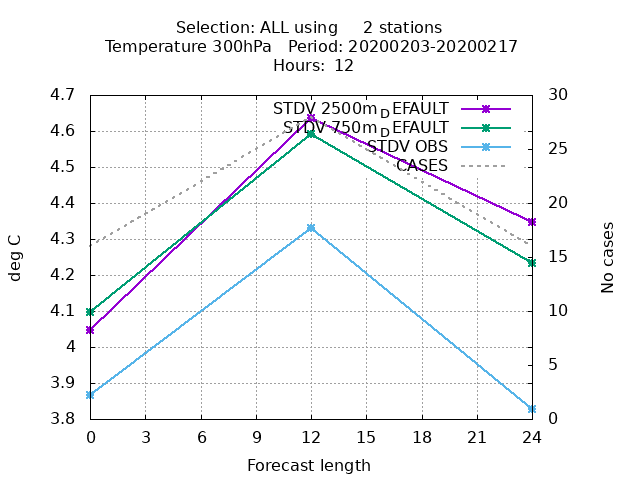 Selection: ALL using     2 stations
Temperature 300hPa   Period: 20200203-20200217
Hours:  12
STDV 2500m_DEFAULT
STDV 750m_DEFAULT
STDV OBS
CASES
4.7
4.6
4.5
4.4
4.3
4.2
4.1
4
3.9
3.8
30
25
20
15
10
5
0
deg C
No cases
0 3 6 9 12 15 18 21 24
Forecast length